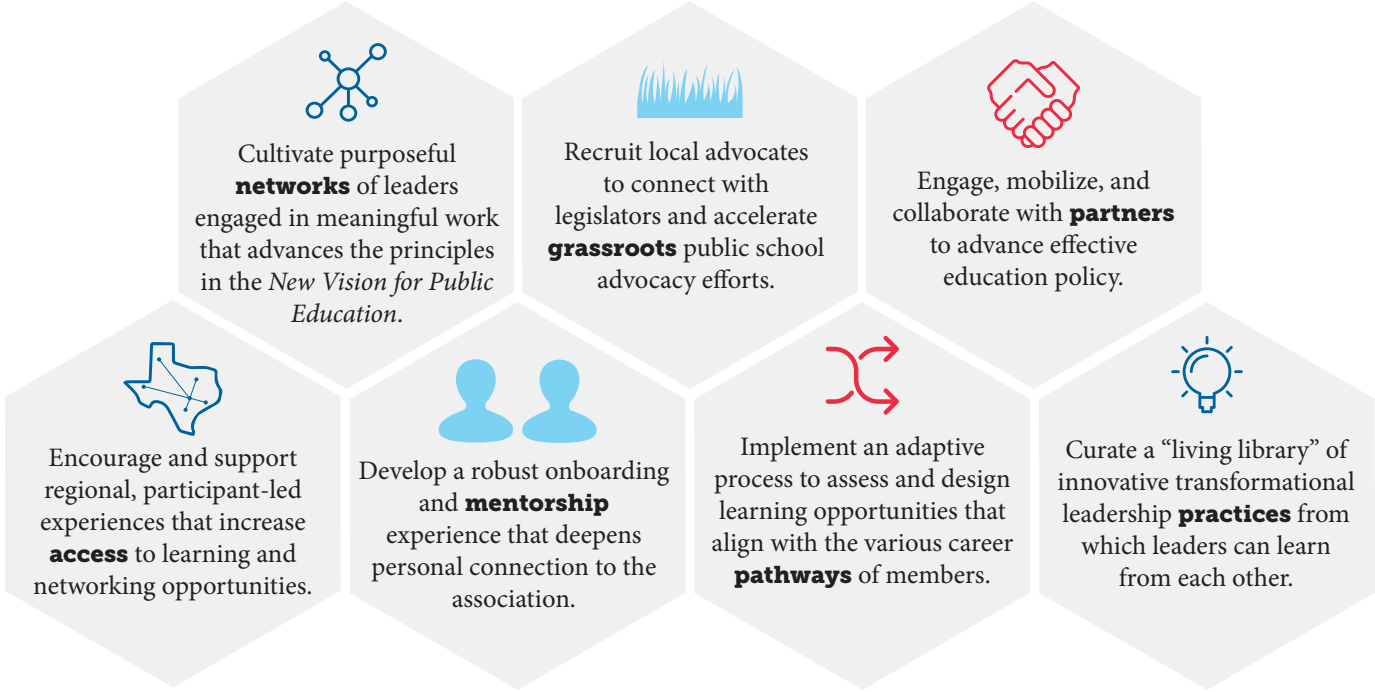 Cultivate purposeful
networks of leaders
engaged in meaningful work
that advances the principles
in the New Vision for Public
Education.
Recruit local advocates
to connect with
legislators and accelerate
grassroots public school
advocacy efforts.
Engage, mobilize, and
collaborate with partners
to advance effective
education policy.
Encourage and support
regional, participant-led
experiences that increase
access to learning and
networking opportunities.
Develop a robust onboarding
and mentorship
experience that deepens
personal connection to the
association.
Implement an adaptive
process to assess and design
learning opportunities that
align with the various career
pathways of members.
Curate a “living library” of
innovative transformational
leadership practices from
which leaders can learn
from each other.